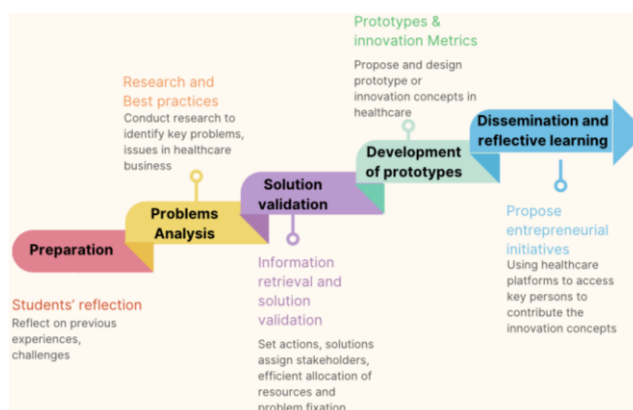 Prototypes &
innovation Metrics
Propose and design
prototype or
innovation concepts in
healthcare
Research and
Best practices
Conduct research to
identify key problems,
issues in healthcare
business
Dissemination and
reflective learning
Development
of prototypes
Solution
validation
Problems
Analysis
Preparation
Students' reflection
Reflect on previous
experiences,
challenges
Information
retrieval and
solution
validation
Set actions, solutions
assign stakeholders,
efficient allocation of
resources and
problem fixation
Propose
entrepreneurial
initiatives
Using healthcare
platforms to access
key persons to
contribute the
innovation concepts